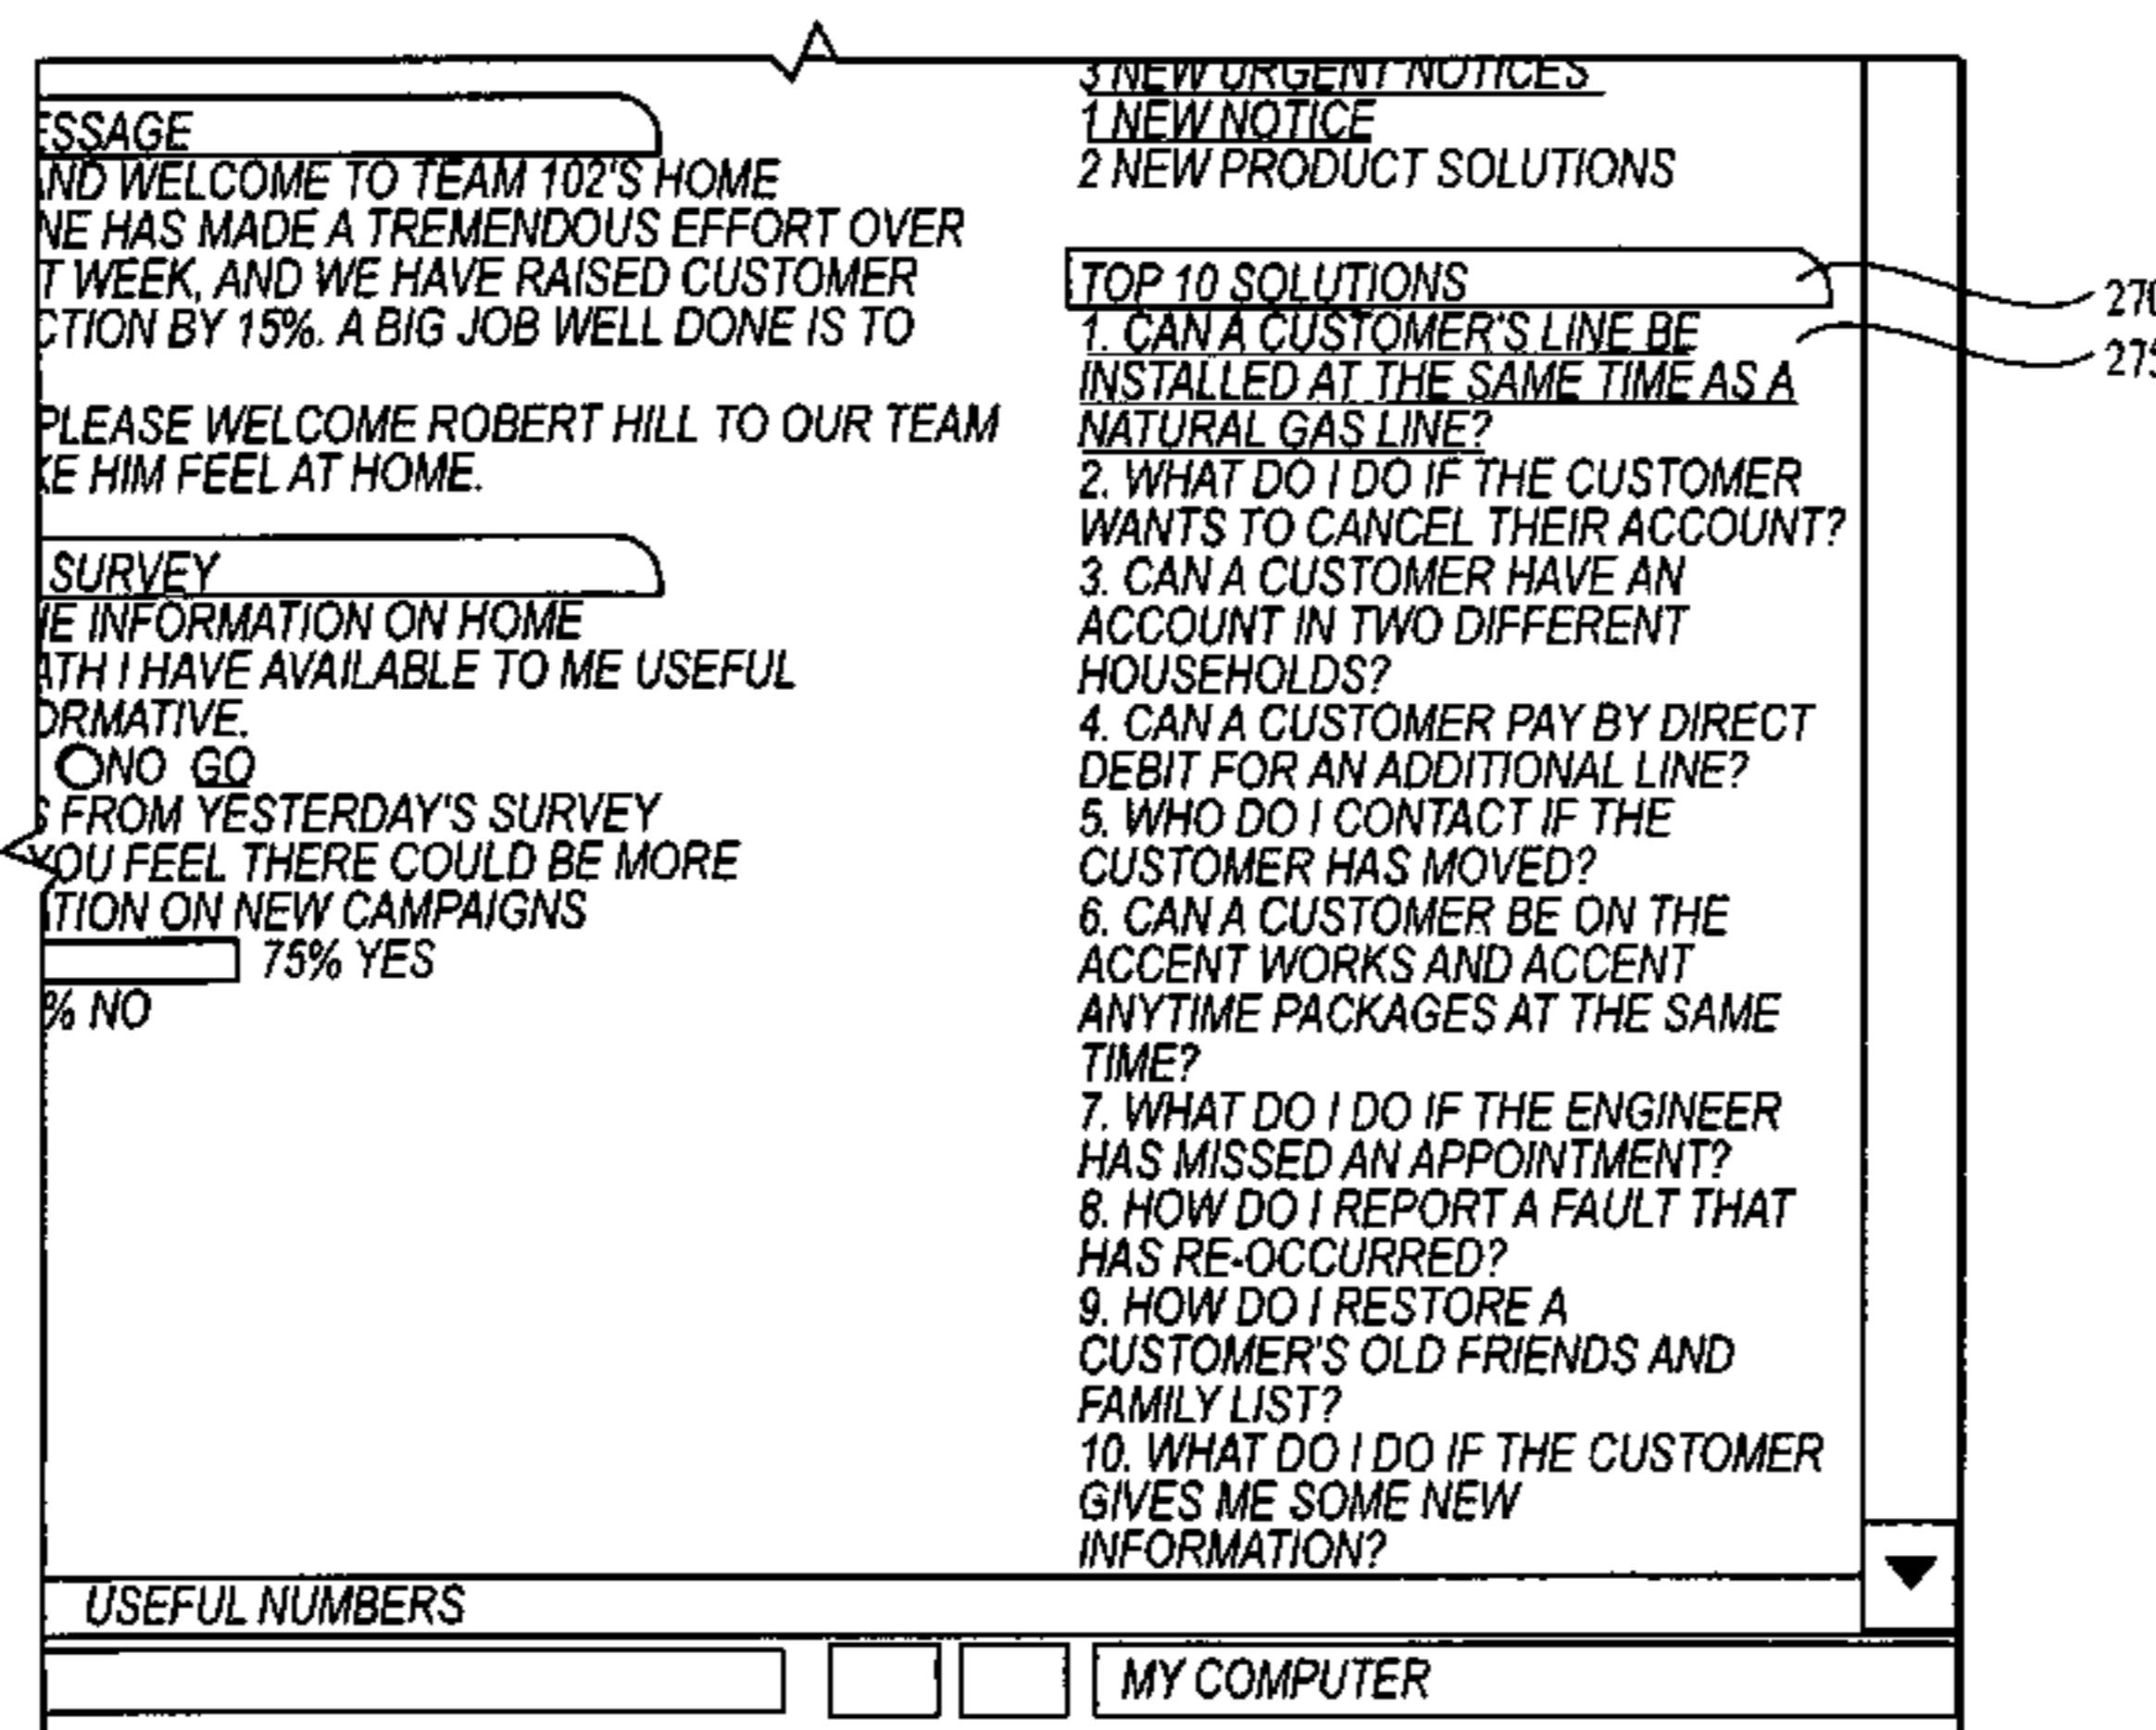 ESSAGE
AND WELCOME TO TEAM 102'S HOME
NE HAS MADE A TREMENDOUS EFFORT OVER
T WEEK, AND WE HAVE RAISED CUSTOMER
CTION BY 15%. A BIG JOB WELL DONE IS TO
PLEASE WELCOME ROBERT HILL TO OUR TEAM
KE HIM FEEL AT HOME.
SURVEY
HE INFORMATION ON HOME
ATH I HAVE AVAILABLE TO ME USEFUL
ORMATIVE.
NO GO
S FROM YESTERDAY'S SURVEY
YOU FEEL THERE COULD BE MORE
ATION ON NEW CAMPAIGNS
75% YES
% NO
3 NEW URGENT NOTICES
1 NEW NOTICE
2 NEW PRODUCT SOLUTIONS
TOP 10 SOLUTIONS
1. CAN A CUSTOMER'S LINE BE
INSTALLED AT THE SAME TIME AS A
NATURAL GAS LINE?
2. WHAT DO I DO IF THE CUSTOMER
WANTS TO CANCEL THEIR ACCOUNT?
3. CAN A CUSTOMER HAVE AN
ACCOUNT IN TWO DIFFERENT
HOUSEHOLDS?
4. CAN A CUSTOMER PAY BY DIRECT
DEBIT FOR AN ADDITIONAL LINE?
5. WHO DO I CONTACT IF THE
CUSTOMER HAS MOVED?
6. CAN A CUSTOMER BE ON THE
ACCENT WORKS AND ACCENT
ANYTIME PACKAGES AT THE SAME
TIME?
7. WHAT DO I DO IF THE ENGINEER
HAS MISSED AN APPOINTMENT?
8. HOW DO I REPORT A FAULT THAT
HAS RE-OCCURRED?
9. HOW DO I RESTORE A
CUSTOMER'S OLD FRIENDS AND
FAMILY LIST?
10. WHAT DO I DO IF THE CUSTOMER
GIVES ME SOME NEW
INFORMATION?
270
275
USEFUL NUMBERS
MY COMPUTER